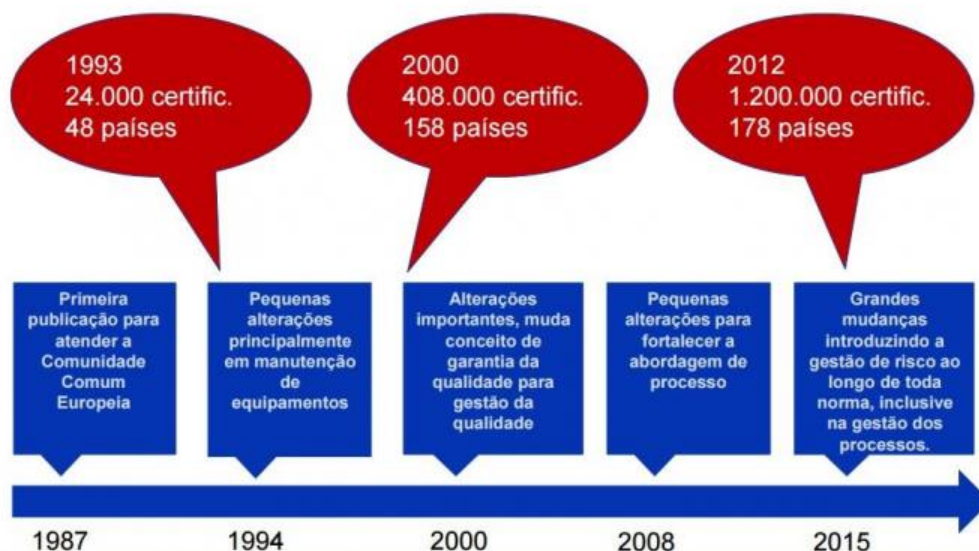 1993
24.000 certific.
48 países
2000
408.000 certific.
158 países
2012
1.200.000 certific.
178 países
Primeira
publicação para
atender a
Comunidade
Comum
Europeia
Pequenas
alterações
principalmente
em manutenção
de
equipamentos
Alterações
importantes, muda
conceito de
garantia da
qualidade para
gestão da
qualidade
Pequenas
alterações para
fortalecer a
abordagem de
processo
Grandes
mudanças
introduzindo a
gestão de risco ao
longo de toda
norma, inclusive
na gestão dos
processos.
1987
1994
2000
2008
2015